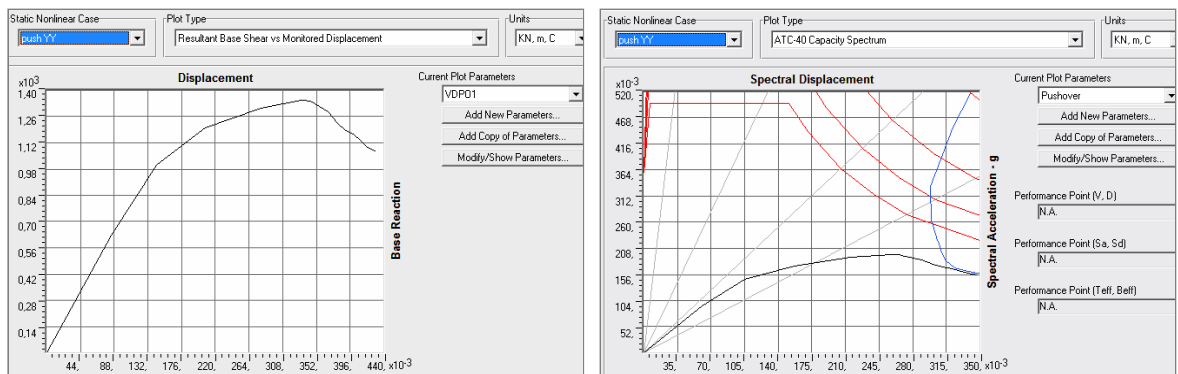 Static Nonlinear Case
push YY
Plot Type
Resultant Base Shear vs Monitored Displacement
Units
KN, m, C
Displacement
x10³
1,40
1,26
1,12
0,98
0,84
0,70
0,56
0,42
0,28
0,14
44, 88, 132, 176, 220, 264, 308, 352, 396, 440, x10-3
Base Reaction
Current Plot Parameters
VDPO1
Add New Parameters...
Add Copy of Parameters...
Modify/Show Parameters...
Static Nonlinear Case
push YY
Plot Type
ATC-40 Capacity Spectrum
Units
KN, m, C
Spectral Displacement
x10-3
520,
468,
416,
364,
312,
260,
208,
156,
104,
52,
35, 70, 105, 140, 175, 210, 245, 280, 315, 350, x10-3
Spectral Acceleration - g
Current Plot Parameters
Pushover
Add New Parameters...
Add Copy of Parameters...
Modify/Show Parameters...
Performance Point (V, D)
N.A.
Performance Point (Sa, Sd)
N.A.
Performance Point (Teff, Beff)
N.A.